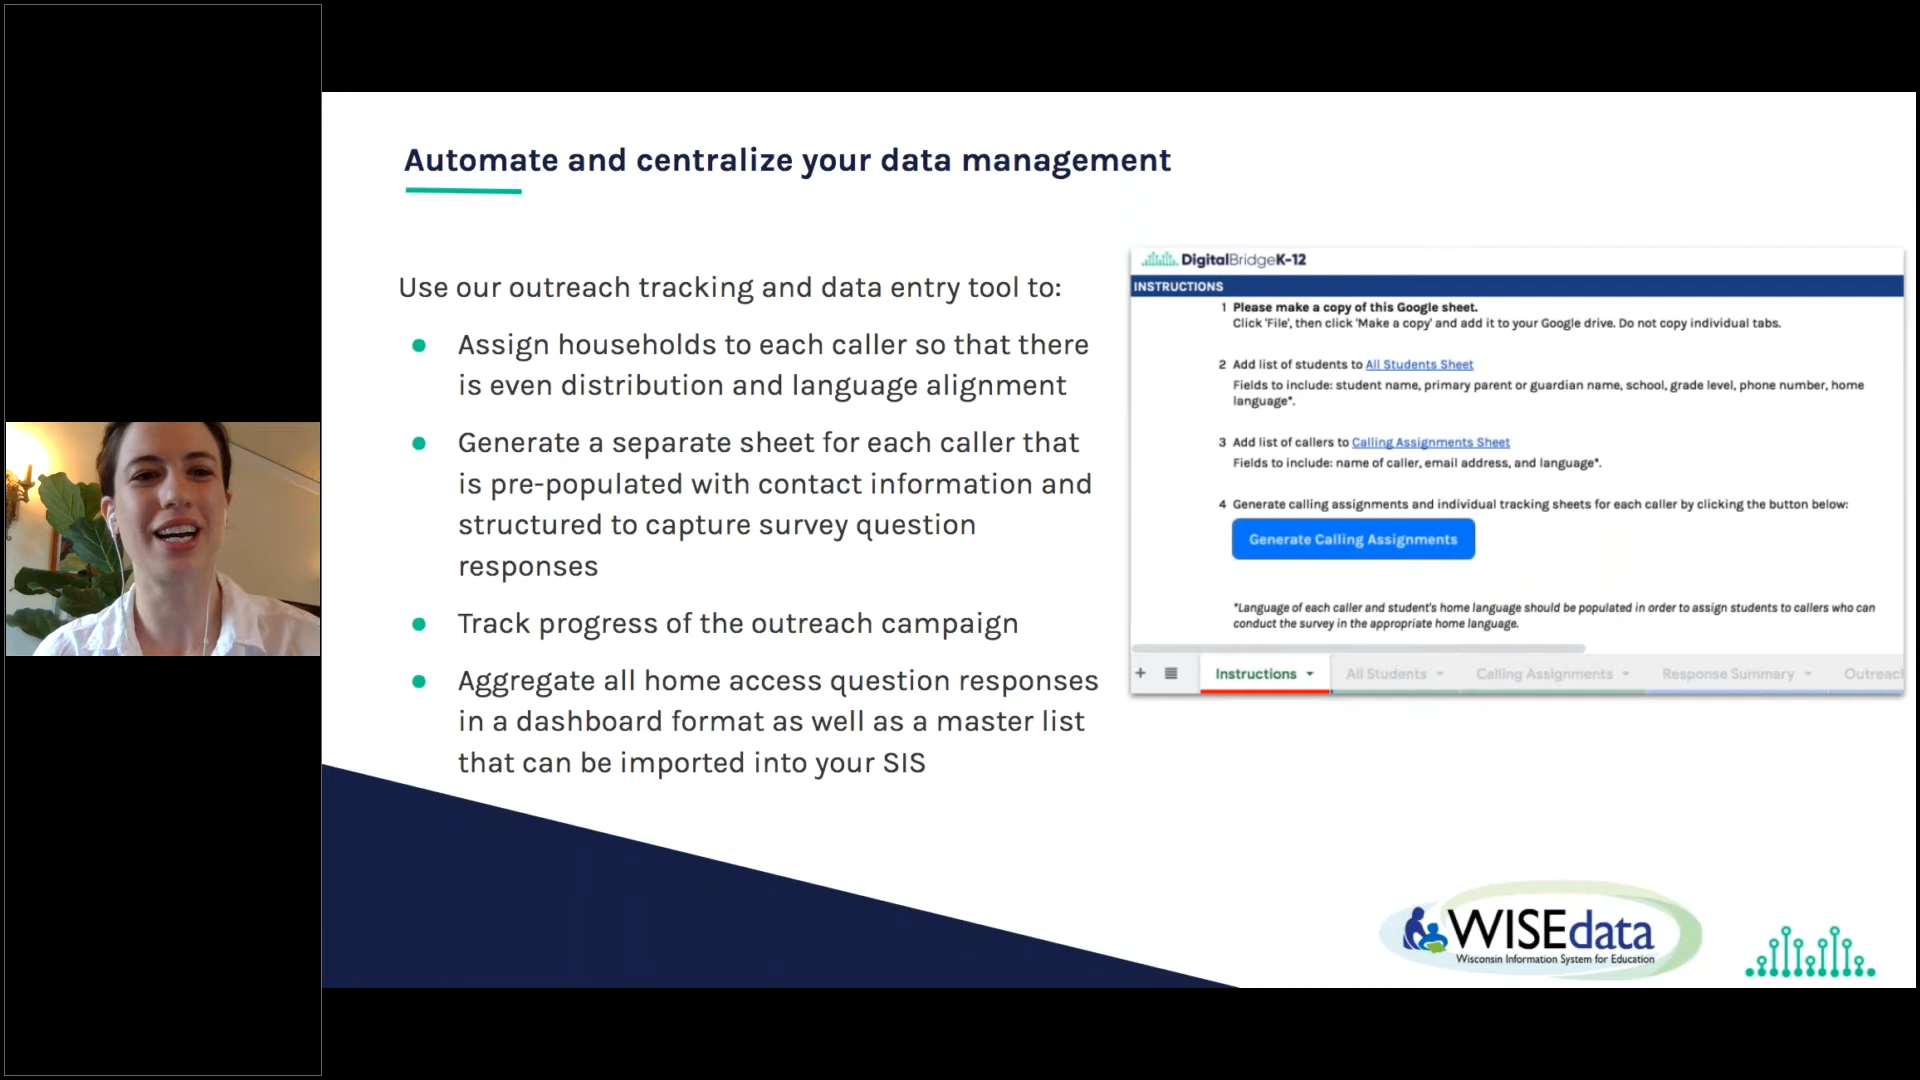 Automate and centralize your data management
Use our outreach tracking and data entry tool to:
● Assign households to each caller so that there
is even distribution and language alignment
● Generate a separate sheet for each caller that
is pre-populated with contact information and
structured to capture survey question
responses
● Track progress of the outreach campaign
● Aggregate all home access question responses
in a dashboard format as well as a master list
that can be imported into your SIS
DigitalBridgeK-12
INSTRUCTIONS
1 Please make a copy of this Google sheet.
Click 'File', then click 'Make a copy' and add it to your Google drive. Do not copy individual tabs.
2 Add list of students to All Students Sheet
Fields to include: student name, primary parent or guardian name, school, grade level, phone number, home
language*.
3 Add list of callers to Calling Assignments Sheet
Fields to include: name of caller, email address, and language*.
4 Generate calling assignments and individual tracking sheets for each caller by clicking the button below:
Generate Calling Assignments
*Language of each caller and student's home language should be populated in order to assign students to callers who can
conduct the survey in the appropriate home language.
+ Instructions All Students Calling Assignments Response Summary Outreac
WISEdata
Wisconsin Information System for Education